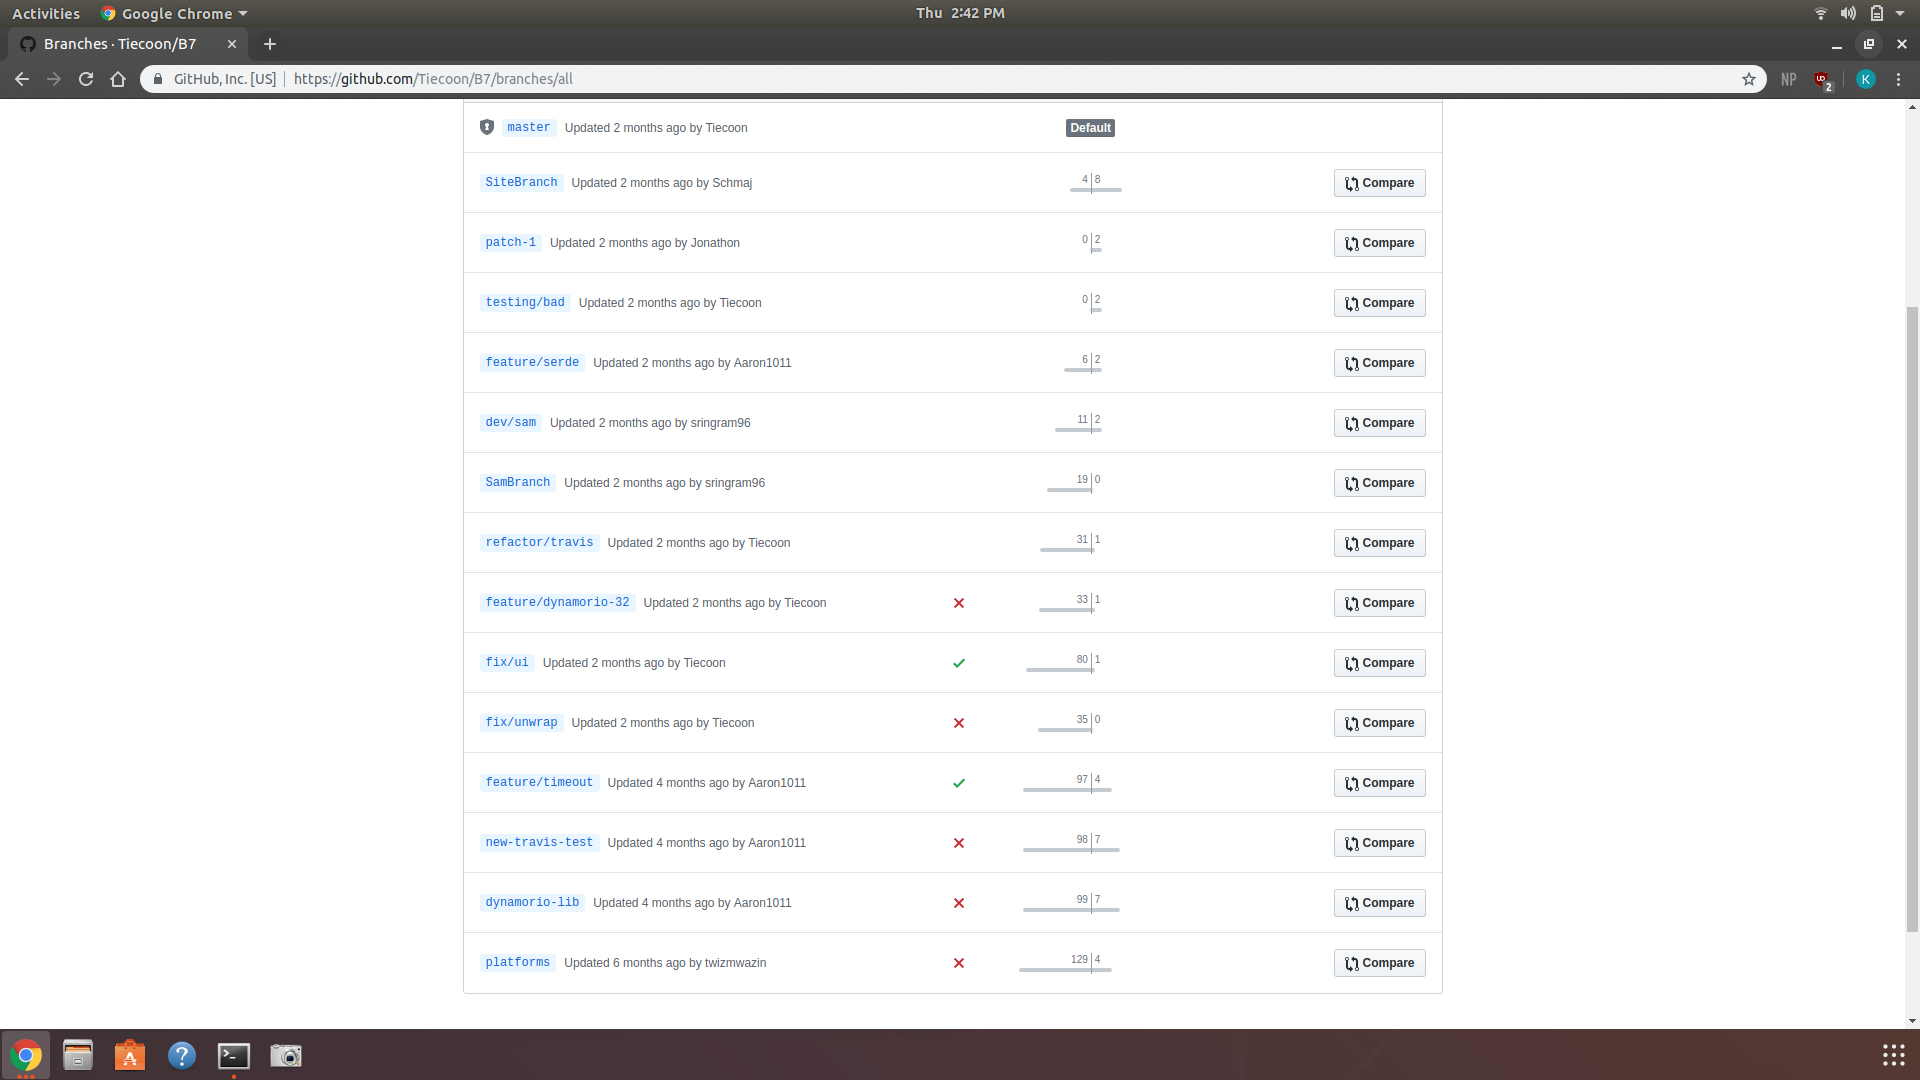 Activities Google Chrome Thu 2:42 PM
Branches · Tiecoon/B7
GitHub, Inc. [US] https://github.com/Tiecoon/B7/branches/all NP 2 K
master Updated 2 months ago by Tiecoon Default
SiteBranch Updated 2 months ago by Schmaj 4 8 Compare
patch-1 Updated 2 months ago by Jonathon 0 2 Compare
testing/bad Updated 2 months ago by Tiecoon 0 2 Compare
feature/serde Updated 2 months ago by Aaron1011 6 2 Compare
dev/sam Updated 2 months ago by sringram96 11 2 Compare
SamBranch Updated 2 months ago by sringram96 19 0 Compare
refactor/travis Updated 2 months ago by Tiecoon 31 1 Compare
feature/dynamorio-32 Updated 2 months ago by Tiecoon 33 1 Compare
fix/ui Updated 2 months ago by Tiecoon 80 1 Compare
fix/unwrap Updated 2 months ago by Tiecoon 35 0 Compare
feature/timeout Updated 4 months ago by Aaron1011 97 4 Compare
new-travis-test Updated 4 months ago by Aaron1011 98 7 Compare
dynamorio-lib Updated 4 months ago by Aaron1011 99 7 Compare
platforms Updated 6 months ago by twizmwazin 129 4 Compare